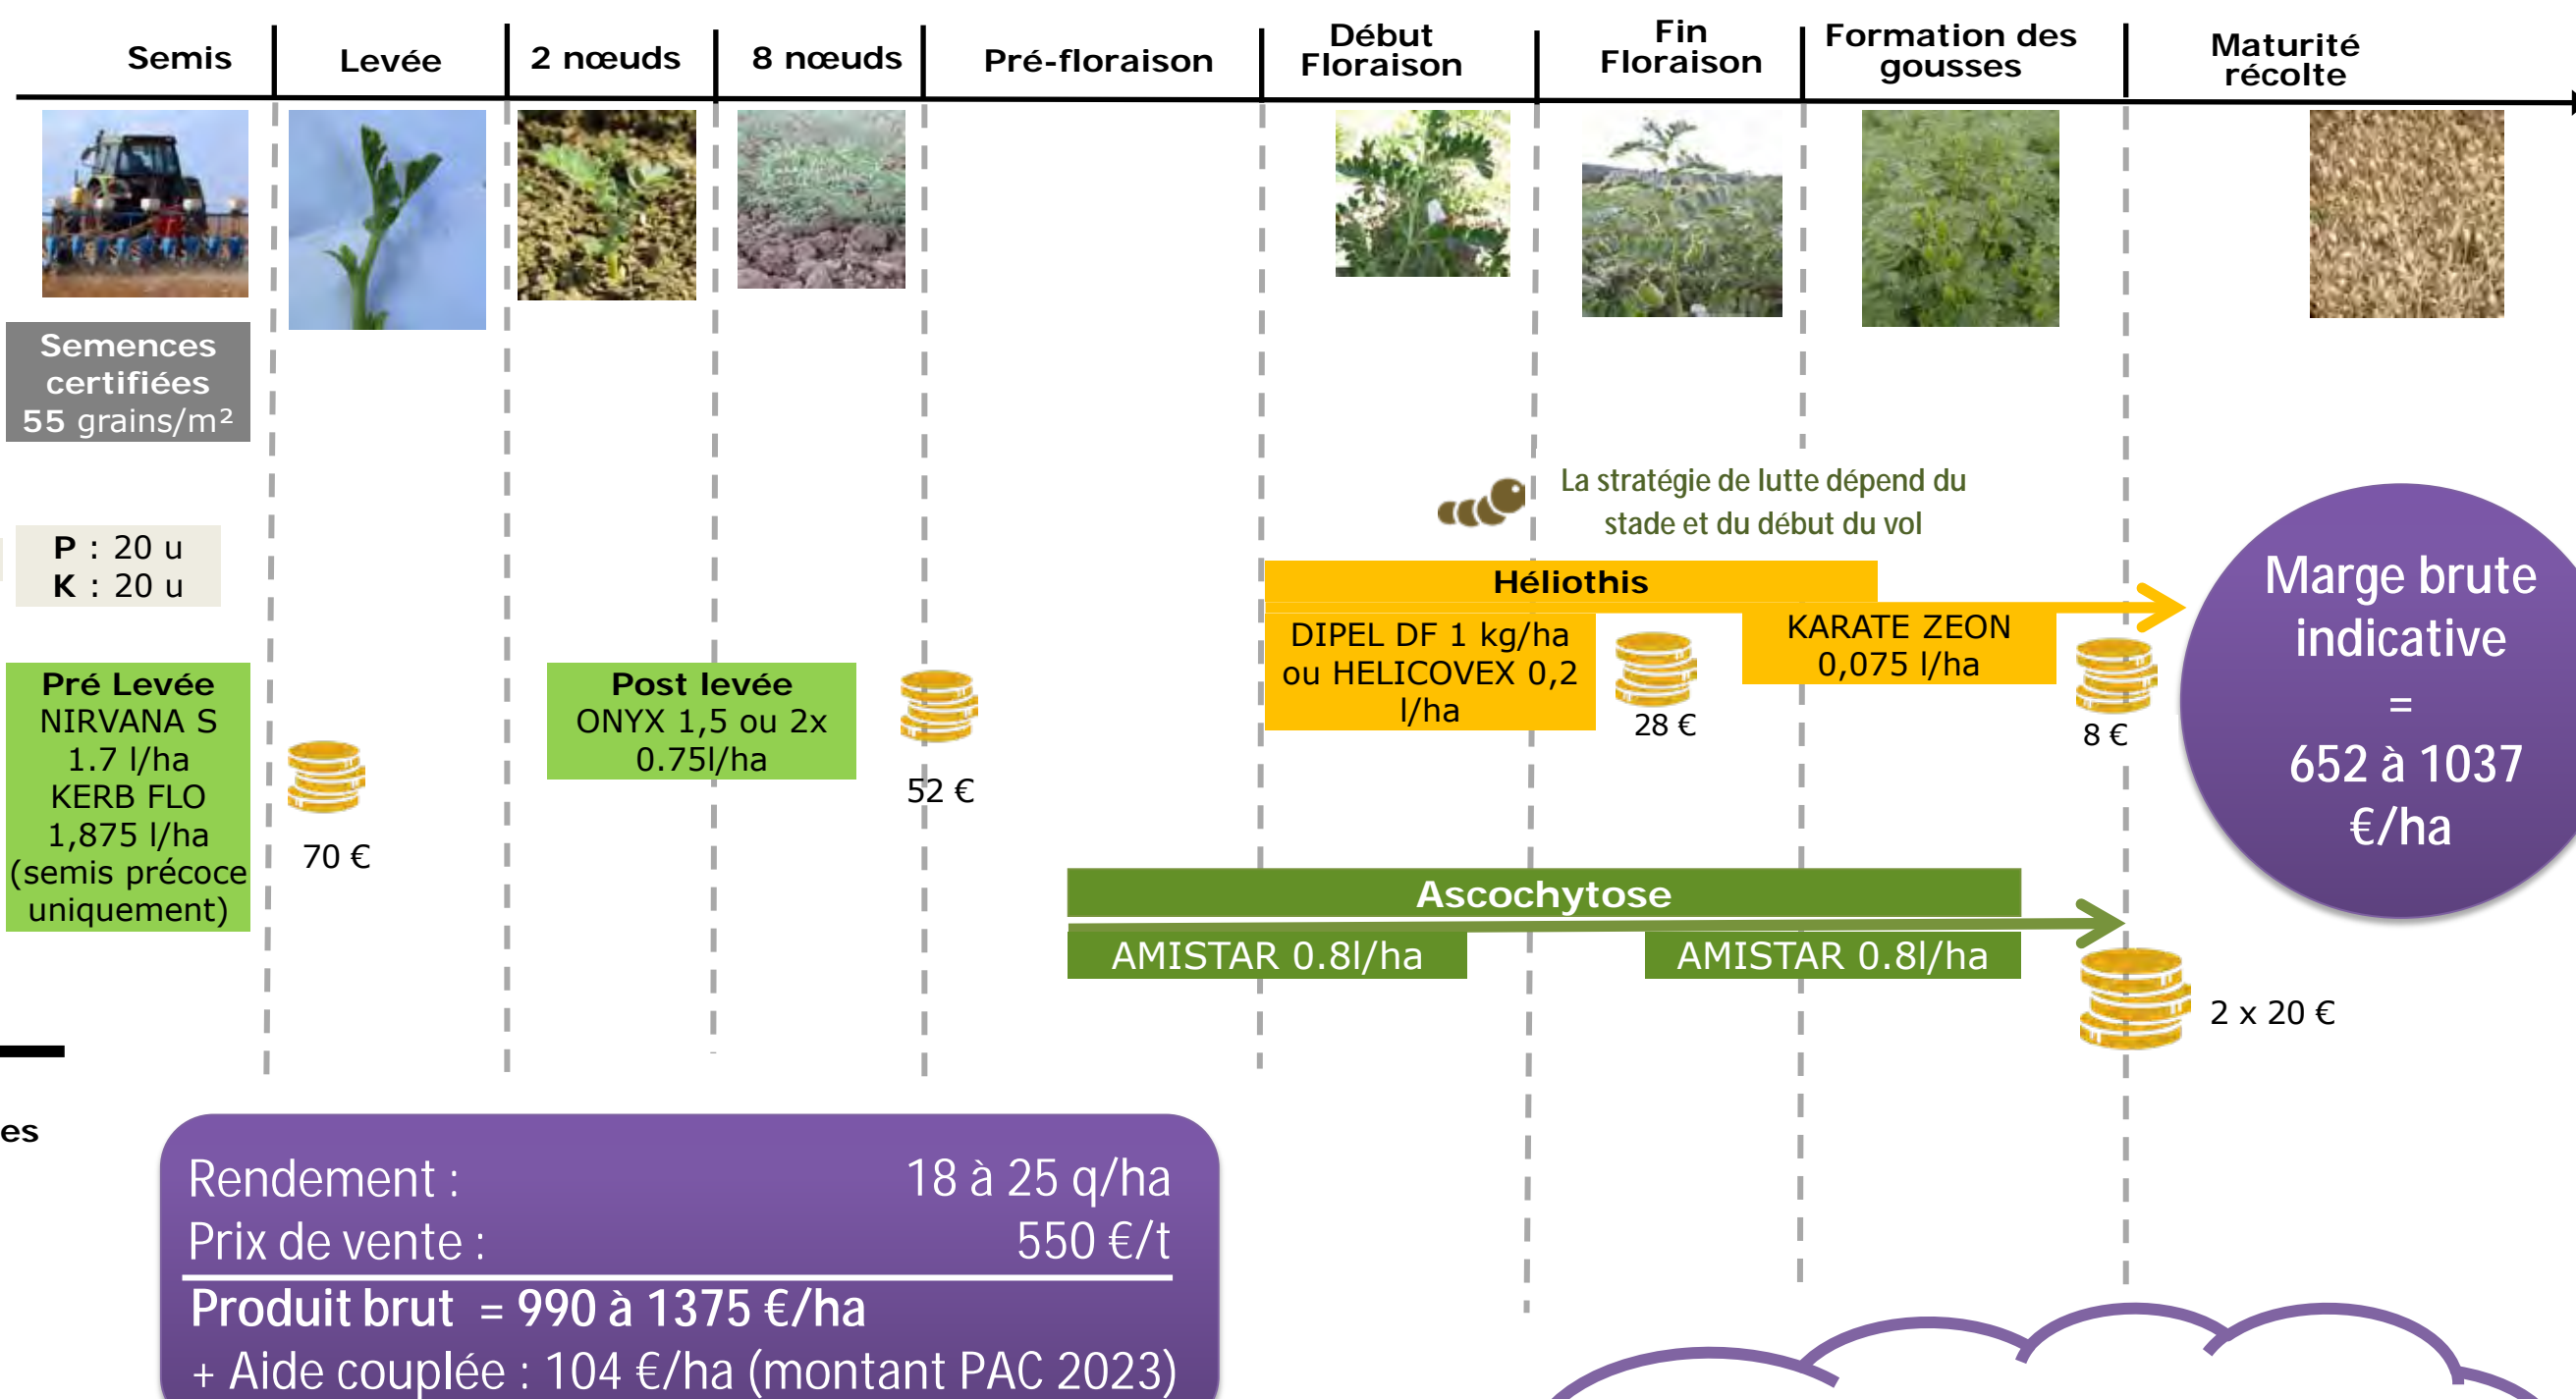 Semis
Levée
2 nœuds
8 nœuds
Pré-floraison
Début
Floraison
Fin
Floraison
Formation des
gousses
Maturité
récolte
Semences
certifiées
55 grains/m²
La stratégie de lutte dépend du
stade et du début du vol
P : 20 u
K : 20 u
Héliothis
DIPEL DF 1 kg/ha
ou HELICOVEX 0,2
l/ha
28 €
KARATE ZEON
0,075 l/ha
8 €
Marge brute
indicative
=
652 à 1037
€/ha
Pré Levée
NIRVANA S
1.7 l/ha
KERB FLO
1,875 l/ha
(semis précoce
uniquement)
70 €
Post levée
ONYX 1,5 ou 2x
0.75l/ha
52 €
Ascochytose
AMISTAR 0.8l/ha
AMISTAR 0.8l/ha
2 x 20 €
es
Rendement : 18 à 25 q/ha
Prix de vente : 550 €/t
Produit brut = 990 à 1375 €/ha
+ Aide couplée : 104 €/ha (montant PAC 2023)